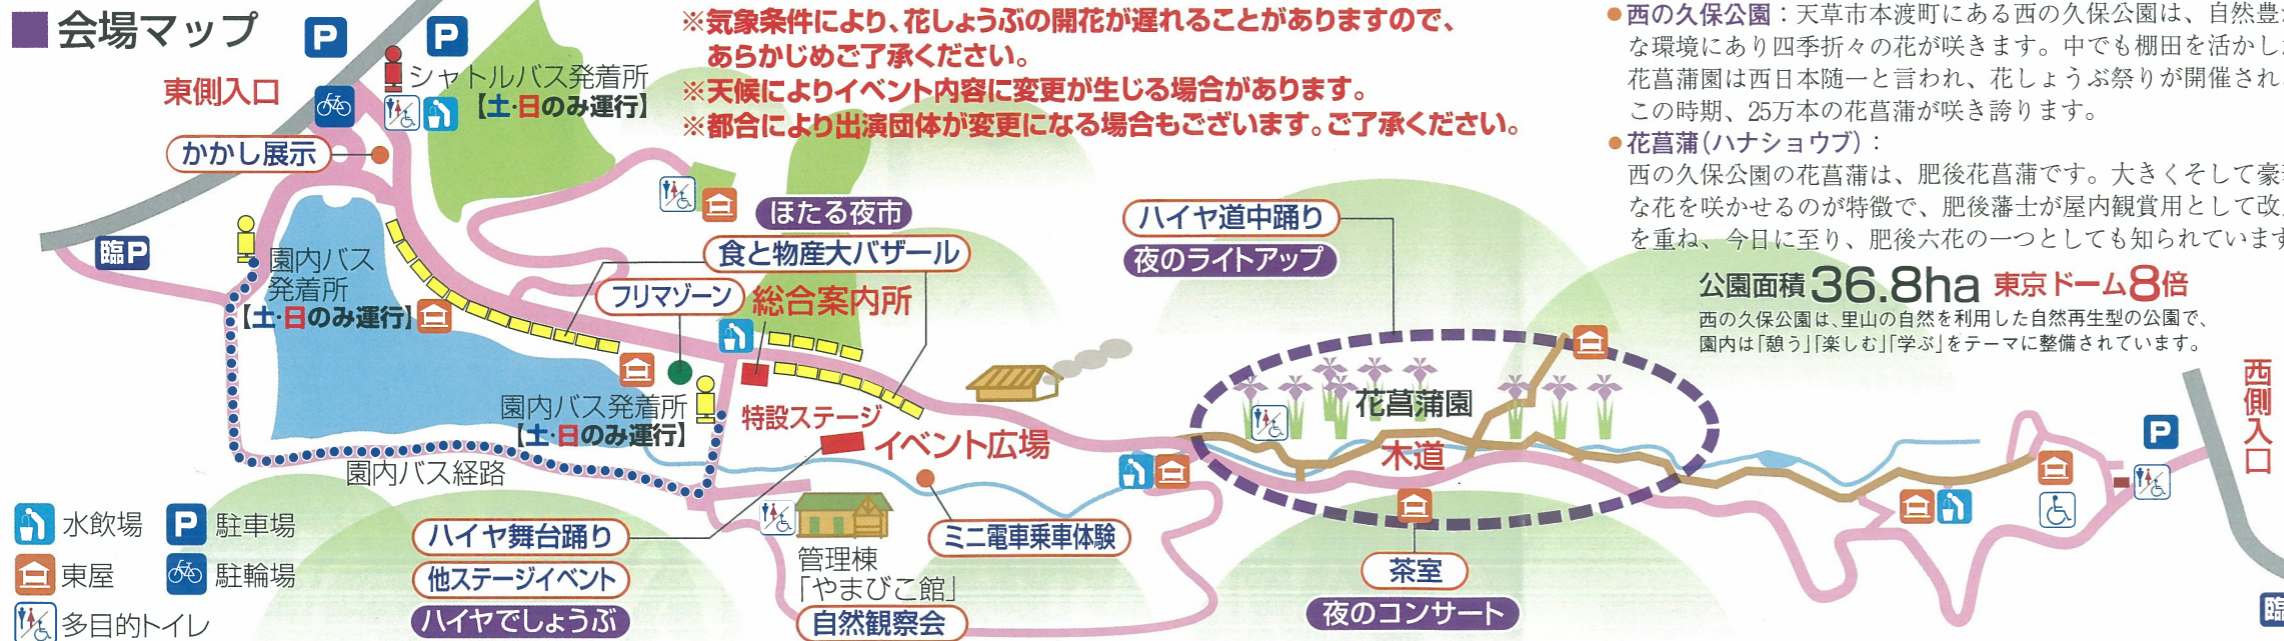 会場マップ
P
P
東側入口
シャトルバス発着所
【土・日のみ運行】
かかし展示
※気象条件により、花しょうぶの開花が遅れることがありますので、
あらかじめご了承ください。
※天候によりイベント内容に変更が生じる場合があります。
※都合により出演団体が変更になる場合もございます。ご了承ください。
●西の久保公園：天草市本渡町にある西の久保公園は、自然豊
な環境にあり四季折々の花が咲きます。中でも棚田を活かし
花菖蒲園は西日本随一と言われ、花しょうぶ祭りが開催され
この時期、25万本の花菖蒲が咲き誇ります。
●花菖蒲（ハナショウブ）：
西の久保公園の花菖蒲は、肥後花菖蒲です。大きくそして豪
な花を咲かせるのが特徴で、肥後藩士が屋内観賞用として改
を重ね、今日に至り、肥後六花の一つとしても知られています
公園面積36.8ha 東京ドーム8倍
西の久保公園は、里山の自然を利用した自然再生型の公園で、
園内は「憩う」「楽しむ」「学ぶ」をテーマに整備されています。
臨P
園内バス
発着所
【土・日のみ運行】
ほたる夜市
食と物産大バザール
フリマゾーン
総合案内所
ハイヤ道中踊り
夜のライトアップ
園内バス発着所
【土・日のみ運行】
特設ステージ
イベント広場
花菖蒲園
木道
西側入口
P
園内バス経路
水飲場
P 駐車場
東屋
駐輪場
多目的トイレ
ハイヤ舞台踊り
他ステージイベント
ハイヤでしょうぶ
管理棟
「やまびこ館」
自然観察会
ミニ電車乗車体験
茶室
夜のコンサート
臨